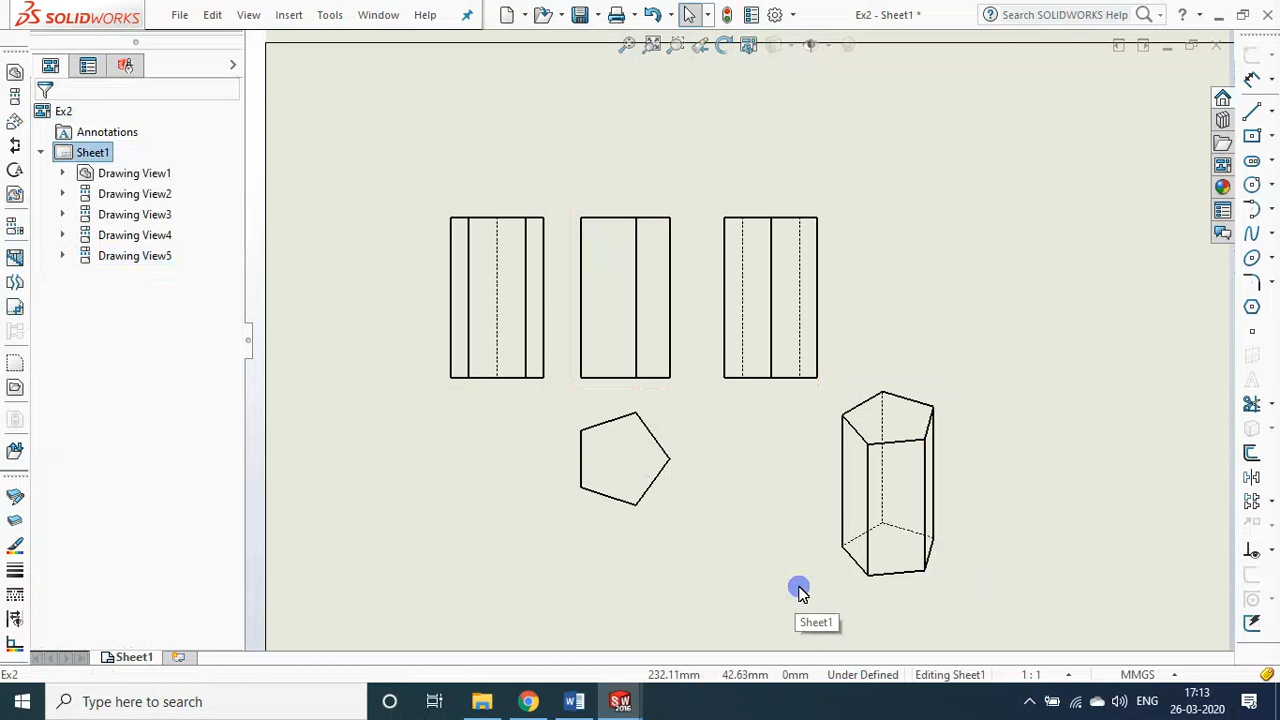 SOLIDWORKS
File Edit View Insert Tools Window Help
Ex2 - Sheet1 *
Search SOLIDWORKS Help
?
Ex2
Annotations
Sheet1
Drawing View1
Drawing View2
Drawing View3
Drawing View4
Drawing View5
Sheet1
Sheet1
Ex2
232.11mm 42.63mm 0mm Under Defined Editing Sheet1 1 : 1 MMGS
Type here to search
ENG
17:13
26-03-2020